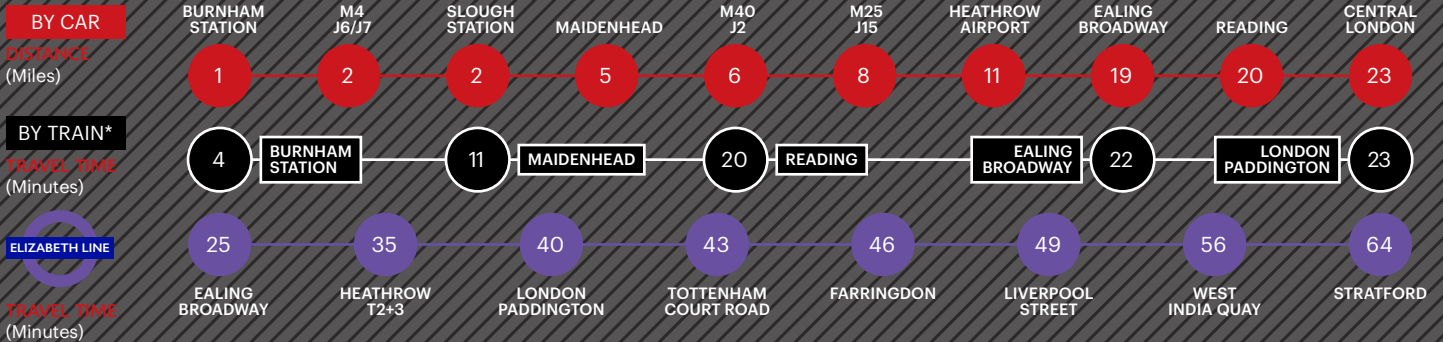 BY CAR
DISTANCE
(Miles)
BURNHAM
STATION
M4
J6/J7
SLOUGH
STATION
MAIDENHEAD
M40
J2
M25
J15
HEATHROW
AIRPORT
EALING
BROADWAY
READING
CENTRAL
LONDON
1
2
2
5
6
8
11
19
20
23
BY TRAIN*
TRAVEL TIME
(Minutes)
4
BURNHAM
STATION
11
MAIDENHEAD
20
READING
EALING
BROADWAY
22
LONDON
PADDINGTON
23
ELIZABETH LINE
TRAVEL TIME
(Minutes)
25
35
40
43
46
49
56
64
EALING
BROADWAY
HEATHROW
T2+3
LONDON
PADDINGTON
TOTTENHAM
COURT ROAD
FARRINGDON
LIVERPOOL
STREET
WEST
INDIA QUAY
STRATFORD